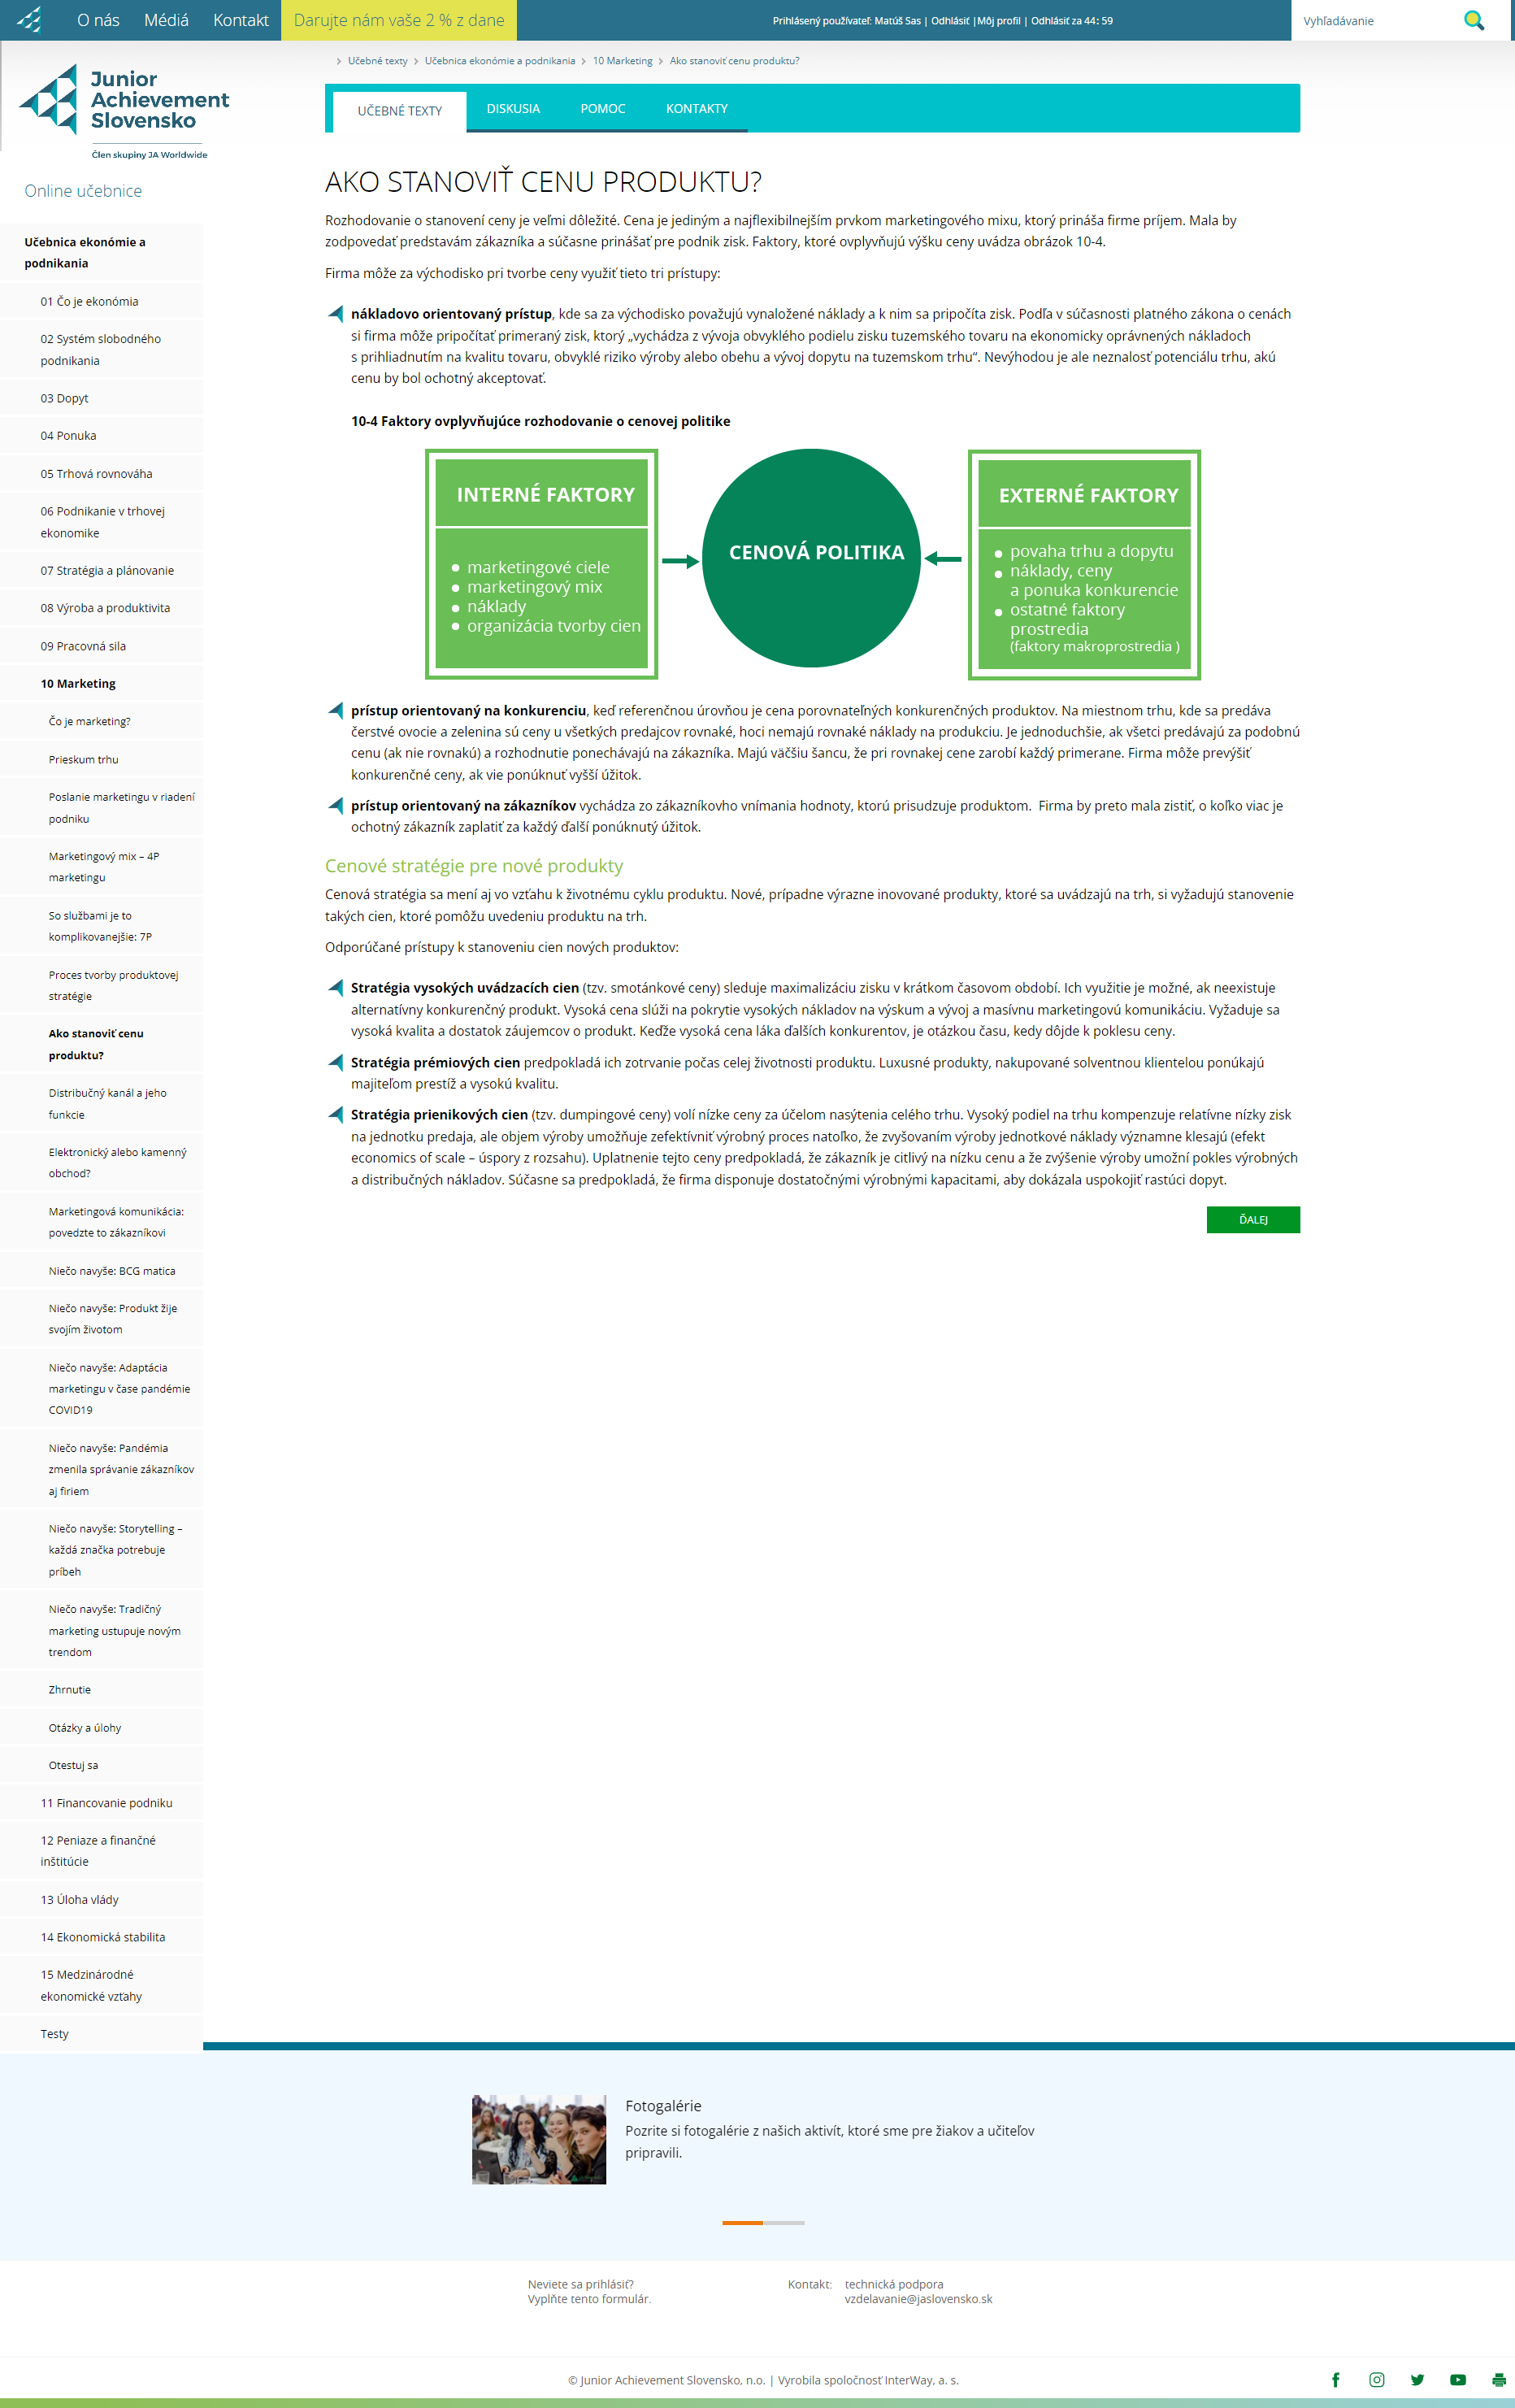 O nás Médiá Kontakt Darujte nám vaše 2 % z dane
Prihlásený používateľ: Matúš Sas | Odhlásiť |Môj profil | Odhlásiť za 44: 59
Vyhľadávanie
Junior
Achievement
Slovensko
Člen skupiny JA Worldwide
Online učebnice
Učebnica ekonómie a
podnikania
01 Čo je ekonómia
02 Systém slobodného
podnikania
03 Dopyt
04 Ponuka
05 Trhová rovnováha
06 Podnikanie v trhovej
ekonomike
07 Stratégia a plánovanie
08 Výroba a produktivita
09 Pracovná sila
10 Marketing
Čo je marketing?
Prieskum trhu
Poslanie marketingu v riadení
podniku
Marketingový mix – 4P
marketingu
So službami je to
komplikovanejšie: 7P
Proces tvorby produktovej
stratégie
Ako stanoviť cenu
produktu?
Distribučný kanál a jeho
funkcie
Elektronický alebo kamenný
obchod?
Marketingová komunikácia:
povedzte to zákazníkovi
Niečo navyše: BCG matica
Niečo navyše: Produkt žije
svojím životom
Niečo navyše: Adaptácia
marketingu v čase pandémie
COVID19
Niečo navyše: Pandémia
zmenila správanie zákazníkov
aj firiem
Niečo navyše: Storytelling –
každá značka potrebuje
príbeh
Niečo navyše: Tradičný
marketing ustupuje novým
trendom
Zhrnutie
Otázky a úlohy
Otestuj sa
11 Financovanie podniku
12 Peniaze a finančné
inštitúcie
13 Úloha vlády
14 Ekonomická stabilita
15 Medzinárodné
ekonomické vzťahy
Testy
Učebné texty Učebnica ekonómie a podnikania 10 Marketing Ako stanoviť cenu produktu?
UČEBNÉ TEXTY DISKUSIA POMOC KONTAKTY
AKO STANOVIŤ CENU PRODUKTU?
Rozhodovanie o stanovení ceny je veľmi dôležité. Cena je jediným a najflexibilnejším prvkom marketingového mixu, ktorý prináša firme príjem. Mala by
zodpovedať predstavám zákazníka a súčasne prinášať pre podnik zisk. Faktory, ktoré ovplyvňujú výšku ceny uvádza obrázok 10-4.
Firma môže za východisko pri tvorbe ceny využiť tieto tri prístupy:
nákladovo orientovaný prístup, kde sa za východisko považujú vynaložené náklady a k nim sa pripočíta zisk. Podľa v súčasnosti platného zákona o cenách
si firma môže pripočítať primeraný zisk, ktorý „vychádza z vývoja obvyklého podielu zisku tuzemského tovaru na ekonomicky oprávnených nákladoch
s prihliadnutím na kvalitu tovaru, obvyklé riziko výroby alebo obehu a vývoj dopytu na tuzemskom trhu“. Nevýhodou je ale neznalosť potenciálu trhu, akú
cenu by bol ochotný akceptovať.
10-4 Faktory ovplyvňujúce rozhodovanie o cenovej politike
INTERNÉ FAKTORY
marketingové ciele
marketingový mix
náklady
organizácia tvorby cien
CENOVÁ POLITIKA
EXTERNÉ FAKTORY
povaha trhu a dopytu
náklady, ceny
a ponuka konkurencie
ostatné faktory
prostredia
(faktory makroprostredia )
prístup orientovaný na konkurenciu, keď referenčnou úrovňou je cena porovnateľných konkurenčných produktov. Na miestnom trhu, kde sa predáva
čerstvé ovocie a zelenina sú ceny u všetkých predajcov rovnaké, hoci nemajú rovnaké náklady na produkciu. Je jednoduchšie, ak všetci predávajú za podobnú
cenu (ak nie rovnakú) a rozhodnutie ponechávajú na zákazníka. Majú väčšiu šancu, že pri rovnakej cene zarobí každý primerane. Firma môže prevýšiť
konkurenčné ceny, ak vie ponúknuť vyšší úžitok.
prístup orientovaný na zákazníkov vychádza zo zákazníkovho vnímania hodnoty, ktorú prisudzuje produktom.  Firma by preto mala zistiť, o koľko viac je
ochotný zákazník zaplatiť za každý ďalší ponúknutý úžitok.
Cenové stratégie pre nové produkty
Cenová stratégia sa mení aj vo vzťahu k životnému cyklu produktu. Nové, prípadne výrazne inovované produkty, ktoré sa uvádzajú na trh, si vyžadujú stanovenie
takých cien, ktoré pomôžu uvedeniu produktu na trh.
Odporúčané prístupy k stanoveniu cien nových produktov:
Stratégia vysokých uvádzacích cien (tzv. smotánkové ceny) sleduje maximalizáciu zisku v krátkom časovom období. Ich využitie je možné, ak neexistuje
alternatívny konkurenčný produkt. Vysoká cena slúži na pokrytie vysokých nákladov na výskum a vývoj a masívnu marketingovú komunikáciu. Vyžaduje sa
vysoká kvalita a dostatok záujemcov o produkt. Keďže vysoká cena láka ďalších konkurentov, je otázkou času, kedy dôjde k poklesu ceny.
Stratégia prémiových cien predpokladá ich zotrvanie počas celej životnosti produktu. Luxusné produkty, nakupované solventnou klientelou ponúkajú
majiteľom prestíž a vysokú kvalitu.
Stratégia prienikových cien (tzv. dumpingové ceny) volí nízke ceny za účelom nasýtenia celého trhu. Vysoký podiel na trhu kompenzuje relatívne nízky zisk
na jednotku predaja, ale objem výroby umožňuje zefektívniť výrobný proces natoľko, že zvyšovaním výroby jednotkové náklady významne klesajú (efekt
economics of scale – úspory z rozsahu). Uplatnenie tejto ceny predpokladá, že zákazník je citlivý na nízku cenu a že zvýšenie výroby umožní pokles výrobných
a distribučných nákladov. Súčasne sa predpokladá, že firma disponuje dostatočnými výrobnými kapacitami, aby dokázala uspokojiť rastúci dopyt.
ĎALEJ
Fotogalérie
Pozrite si fotogalérie z našich aktivít, ktoré sme pre žiakov a učiteľov
pripravili.
Neviete sa prihlásiť?
Vyplňte tento formulár.
Kontakt: technická podpora
vzdelavanie@jaslovensko.sk
© Junior Achievement Slovensko, n.o. | Vyrobila spoločnosť InterWay, a. s.